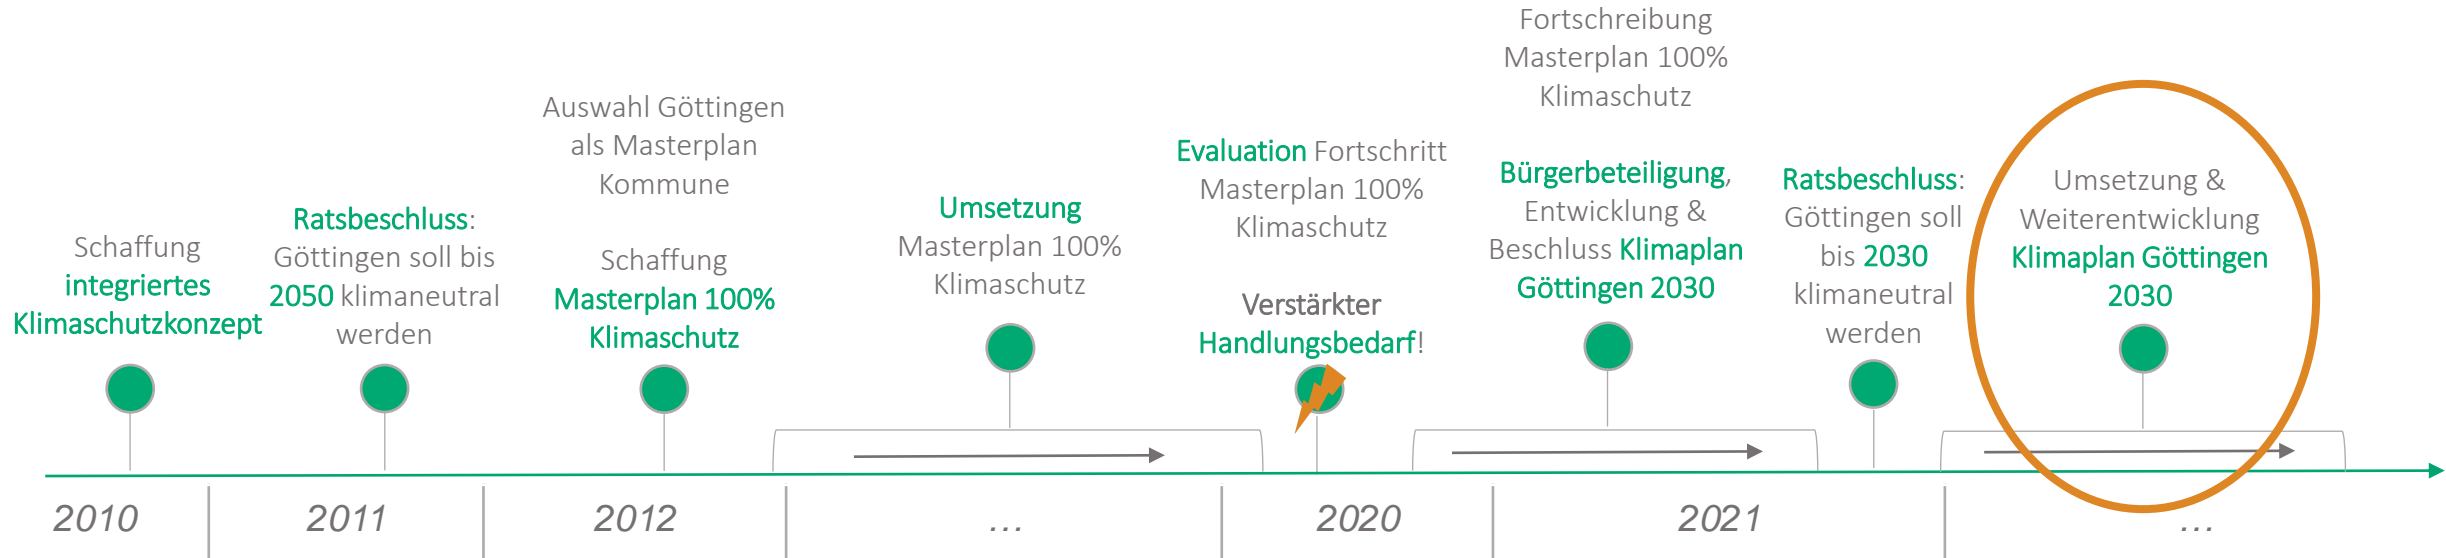 Schaffung
integriertes
Klimaschutzkonzept
Ratsbeschluss:
Göttingen soll bis
2050 klimaneutral
werden
Auswahl Göttingen
als Masterplan
Kommune
Schaffung
Masterplan 100%
Klimaschutz
Umsetzung
Masterplan 100%
Klimaschutz
Evaluation Fortschritt
Masterplan 100%
Klimaschutz
Verstärkter
Handlungsbedarf!
Fortschreibung
Masterplan 100%
Klimaschutz
Bürgerbeteiligung,
Entwicklung &
Beschluss Klimaplan
Göttingen 2030
Ratsbeschluss:
Göttingen soll
bis 2030
klimaneutral
werden
Umsetzung &
Weiterentwicklung
Klimaplan Göttingen
2030
2010
2011
2012
...
2020
2021
...